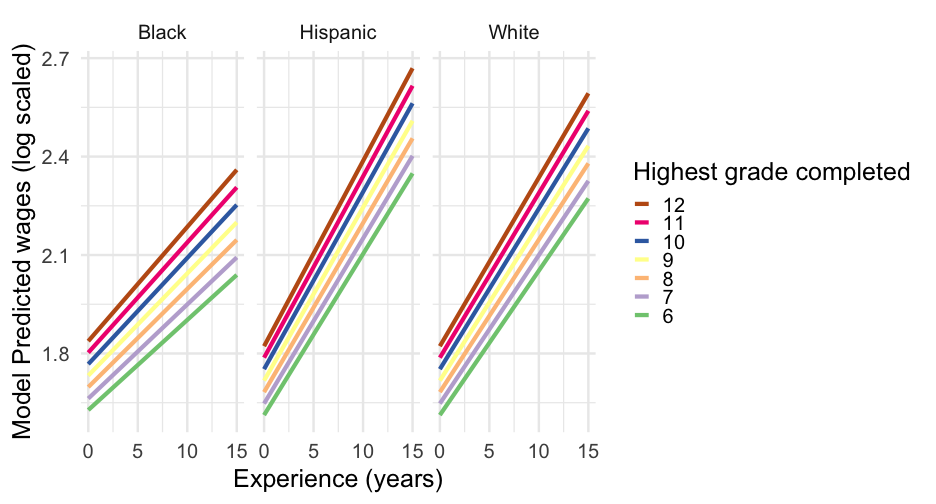 Black Hispanic White
Model Predicted wages (log scaled)
2.7
2.4
2.1
1.8
0 5 10 15 0 5 10 15 0 5 10 15
Experience (years)
Highest grade completed
12
11
10
9
8
7
6